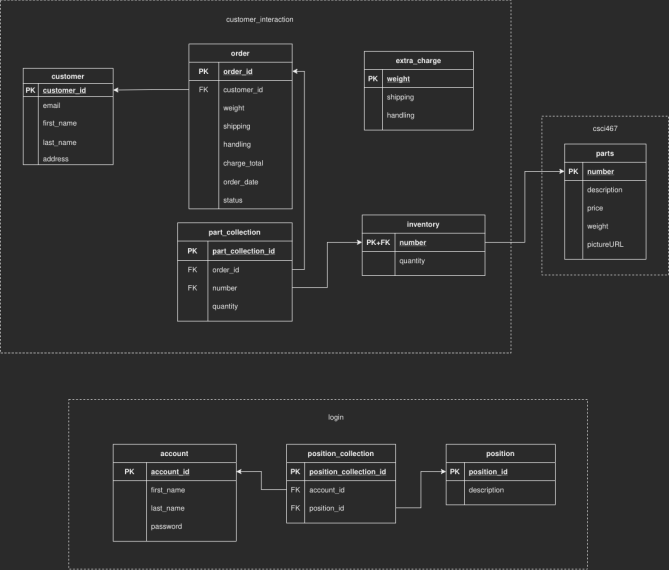 customer_interaction
customer
PK customer_id
email
first_name
last_name
address
order
PK order_id
FK customer_id
weight
shipping
handling
charge_total
order_date
status
extra_charge
PK weight
shipping
handling
csci467
parts
PK number
description
price
weight
pictureURL
part_collection
PK part_collection_id
FK order_id
FK number
quantity
inventory
PK+FK number
quantity
login
account
PK account_id
first_name
last_name
password
position_collection
PK position_collection_id
FK account_id
FK position_id
position
PK position_id
description